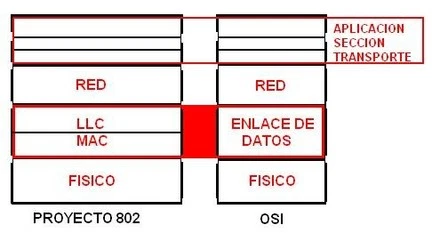 APLICACION
SECCION
TRANSPORTE
RED RED
LLC ENLACE DE
MAC DATOS
FISICO FISICO
PROYECTO 802 OSI